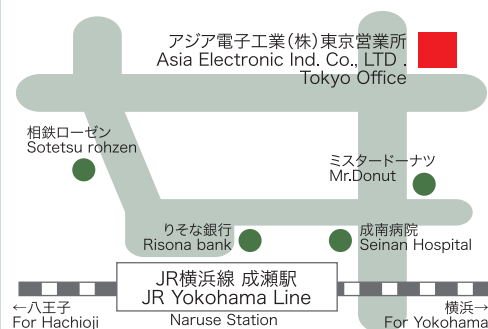 アジア電子工業(株)東京営業所
Asia Electronic Ind. Co., LTD .
Tokyo Office
相鉄ローゼン
Sotetsu rohzen
ミスタードーナツ
Mr.Donut
りそな銀行
Risona bank
成南病院
Seinan Hospital
JR横浜線 成瀬駅
JR Yokohama Line
Naruse Station
←八王子
For Hachioji
横浜→
For Yokohama